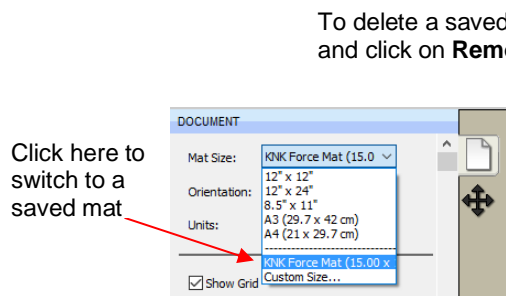 To delete a saved
and click on Rem
DOCUMENT
Click here to
switch to a
saved mat
Mat Size:
KNK Force Mat (15.0
12" x 12"
12" x 24"
8.5" x 11"
A3 (29.7 x 42 cm)
A4 (21 x 29.7 cm)
KNK Force Mat (15.00 x
Custom Size...
Orientation:
Units:
Show Grid